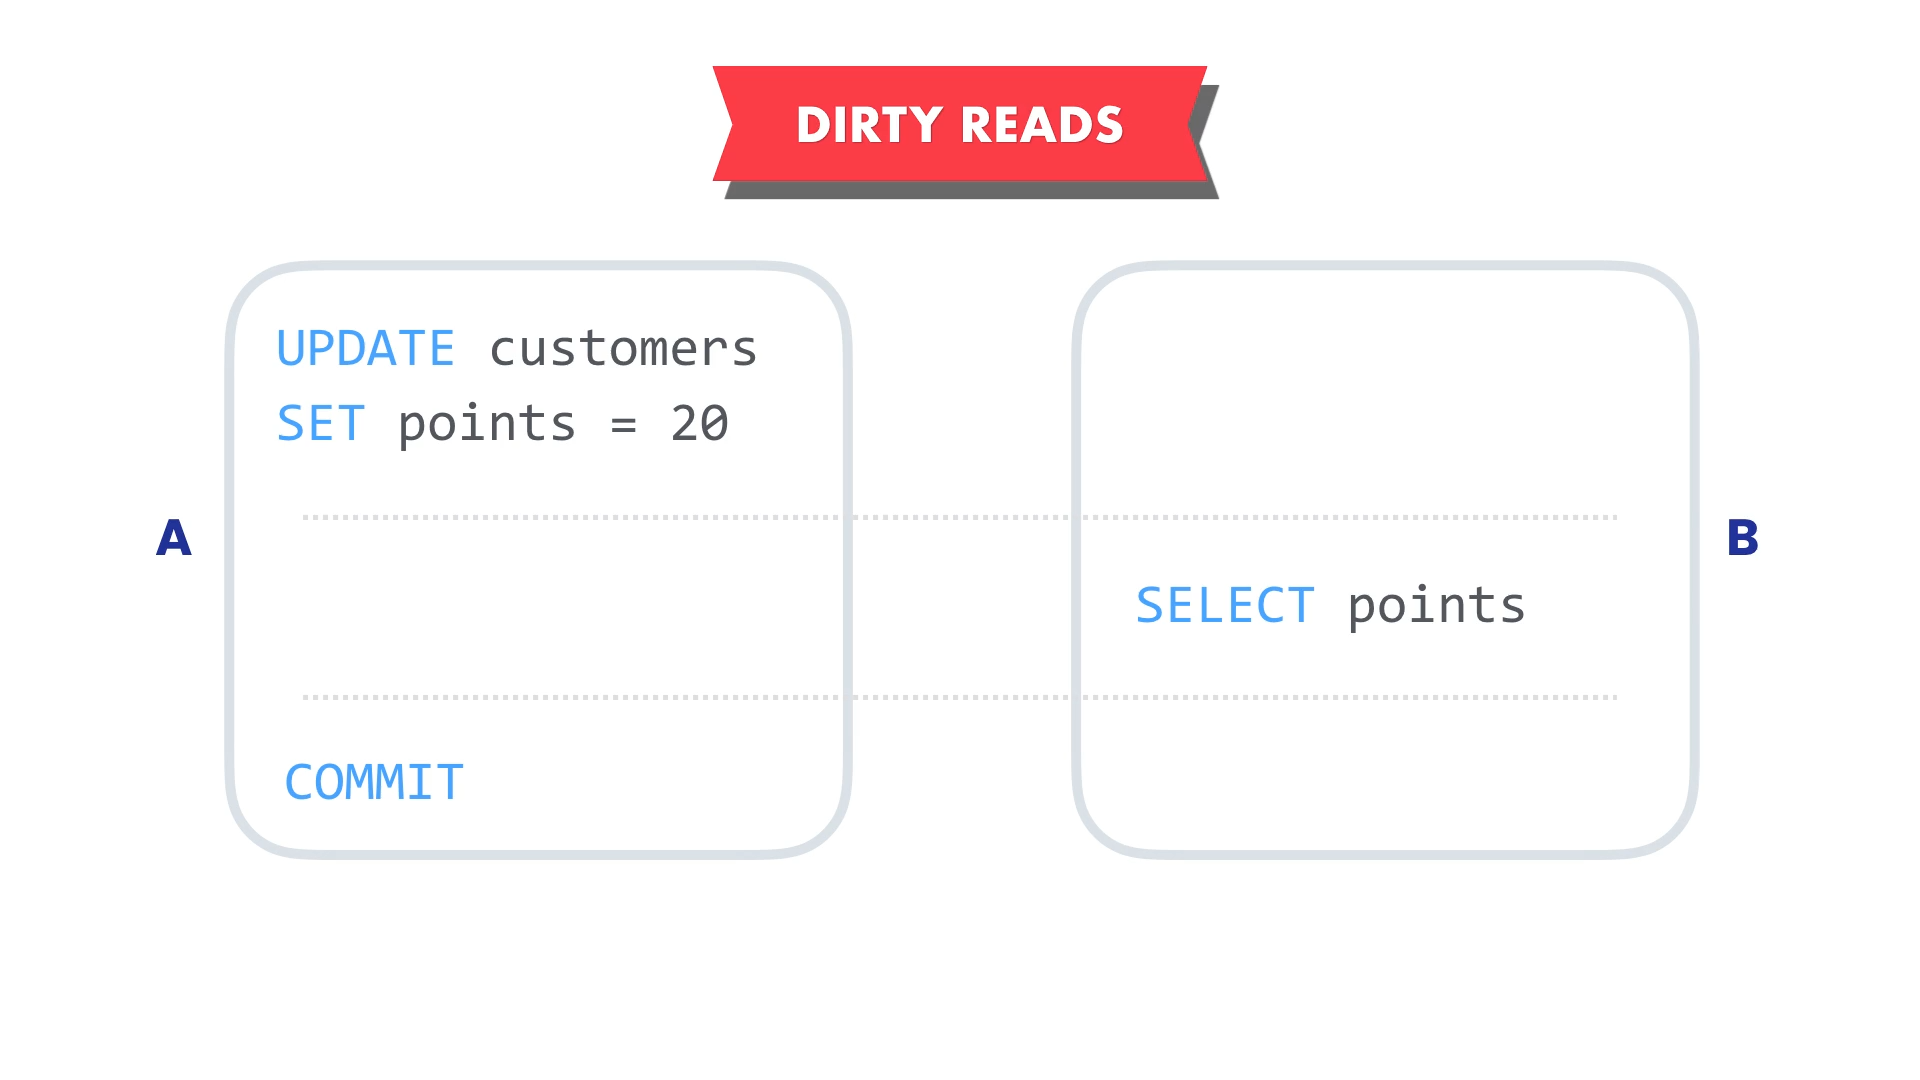 DIRTY READS
UPDATE customers
SET points = 20
A
B
SELECT points
COMMIT